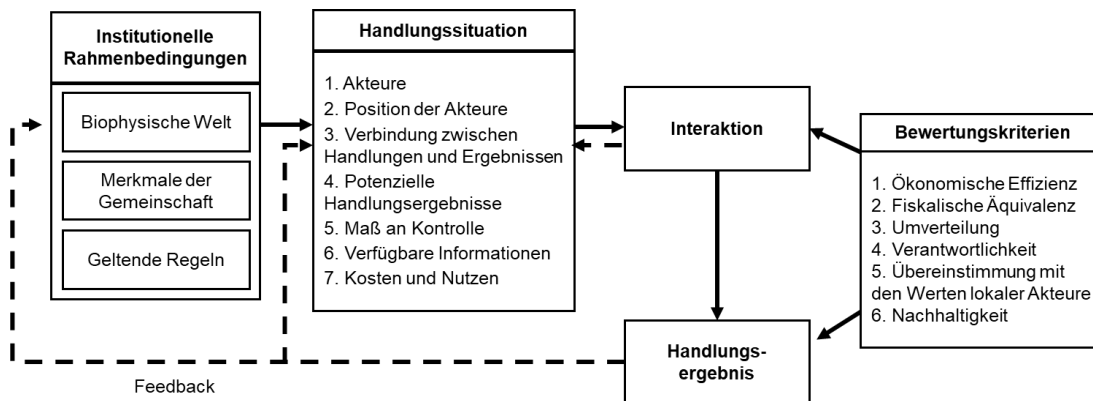 Institutionelle
Rahmenbedingungen
Biophysische Welt
Merkmale der
Gemeinschaft
Geltende Regeln
Handlungssituation
1. Akteure
2. Position der Akteure
3. Verbindung zwischen
Handlungen und Ergebnissen
4. Potenzielle
Handlungsergebnisse
5. Maß an Kontrolle
6. Verfügbare Informationen
7. Kosten und Nutzen
Interaktion
Bewertungskriterien
1. Ökonomische Effizienz
2. Fiskalische Äquivalenz
3. Umverteilung
4. Verantwortlichkeit
5. Übereinstimmung mit
den Werten lokaler Akteure
6. Nachhaltigkeit
Handlungs-
ergebnis
Feedback